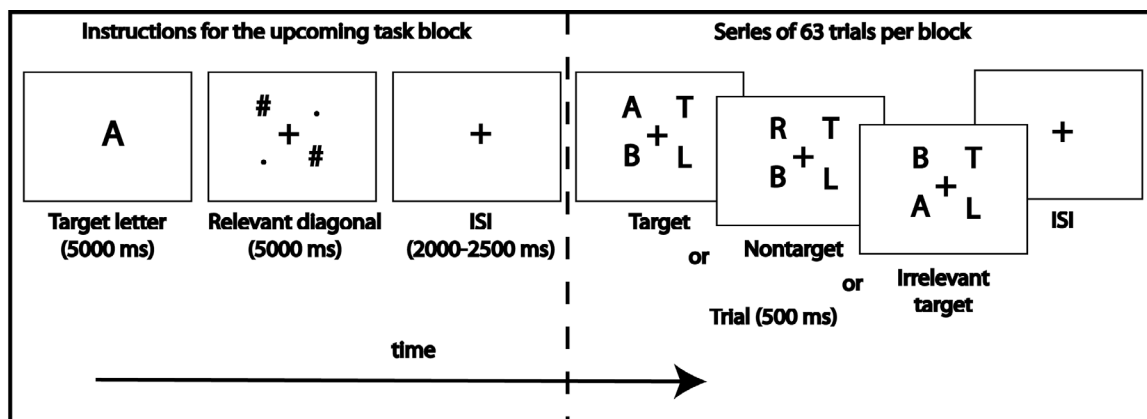 Instructions for the upcoming task block
Series of 63 trials per block
A
# .
+
. #
+
A T
+
B L
R T
+
B L
B T
+
A L
+
Target letter
(5000 ms)
Relevant diagonal
(5000 ms)
ISI
(2000-2500 ms)
Target
or
Nontarget
or
Irrelevant
target
ISI
Trial (500 ms)
time